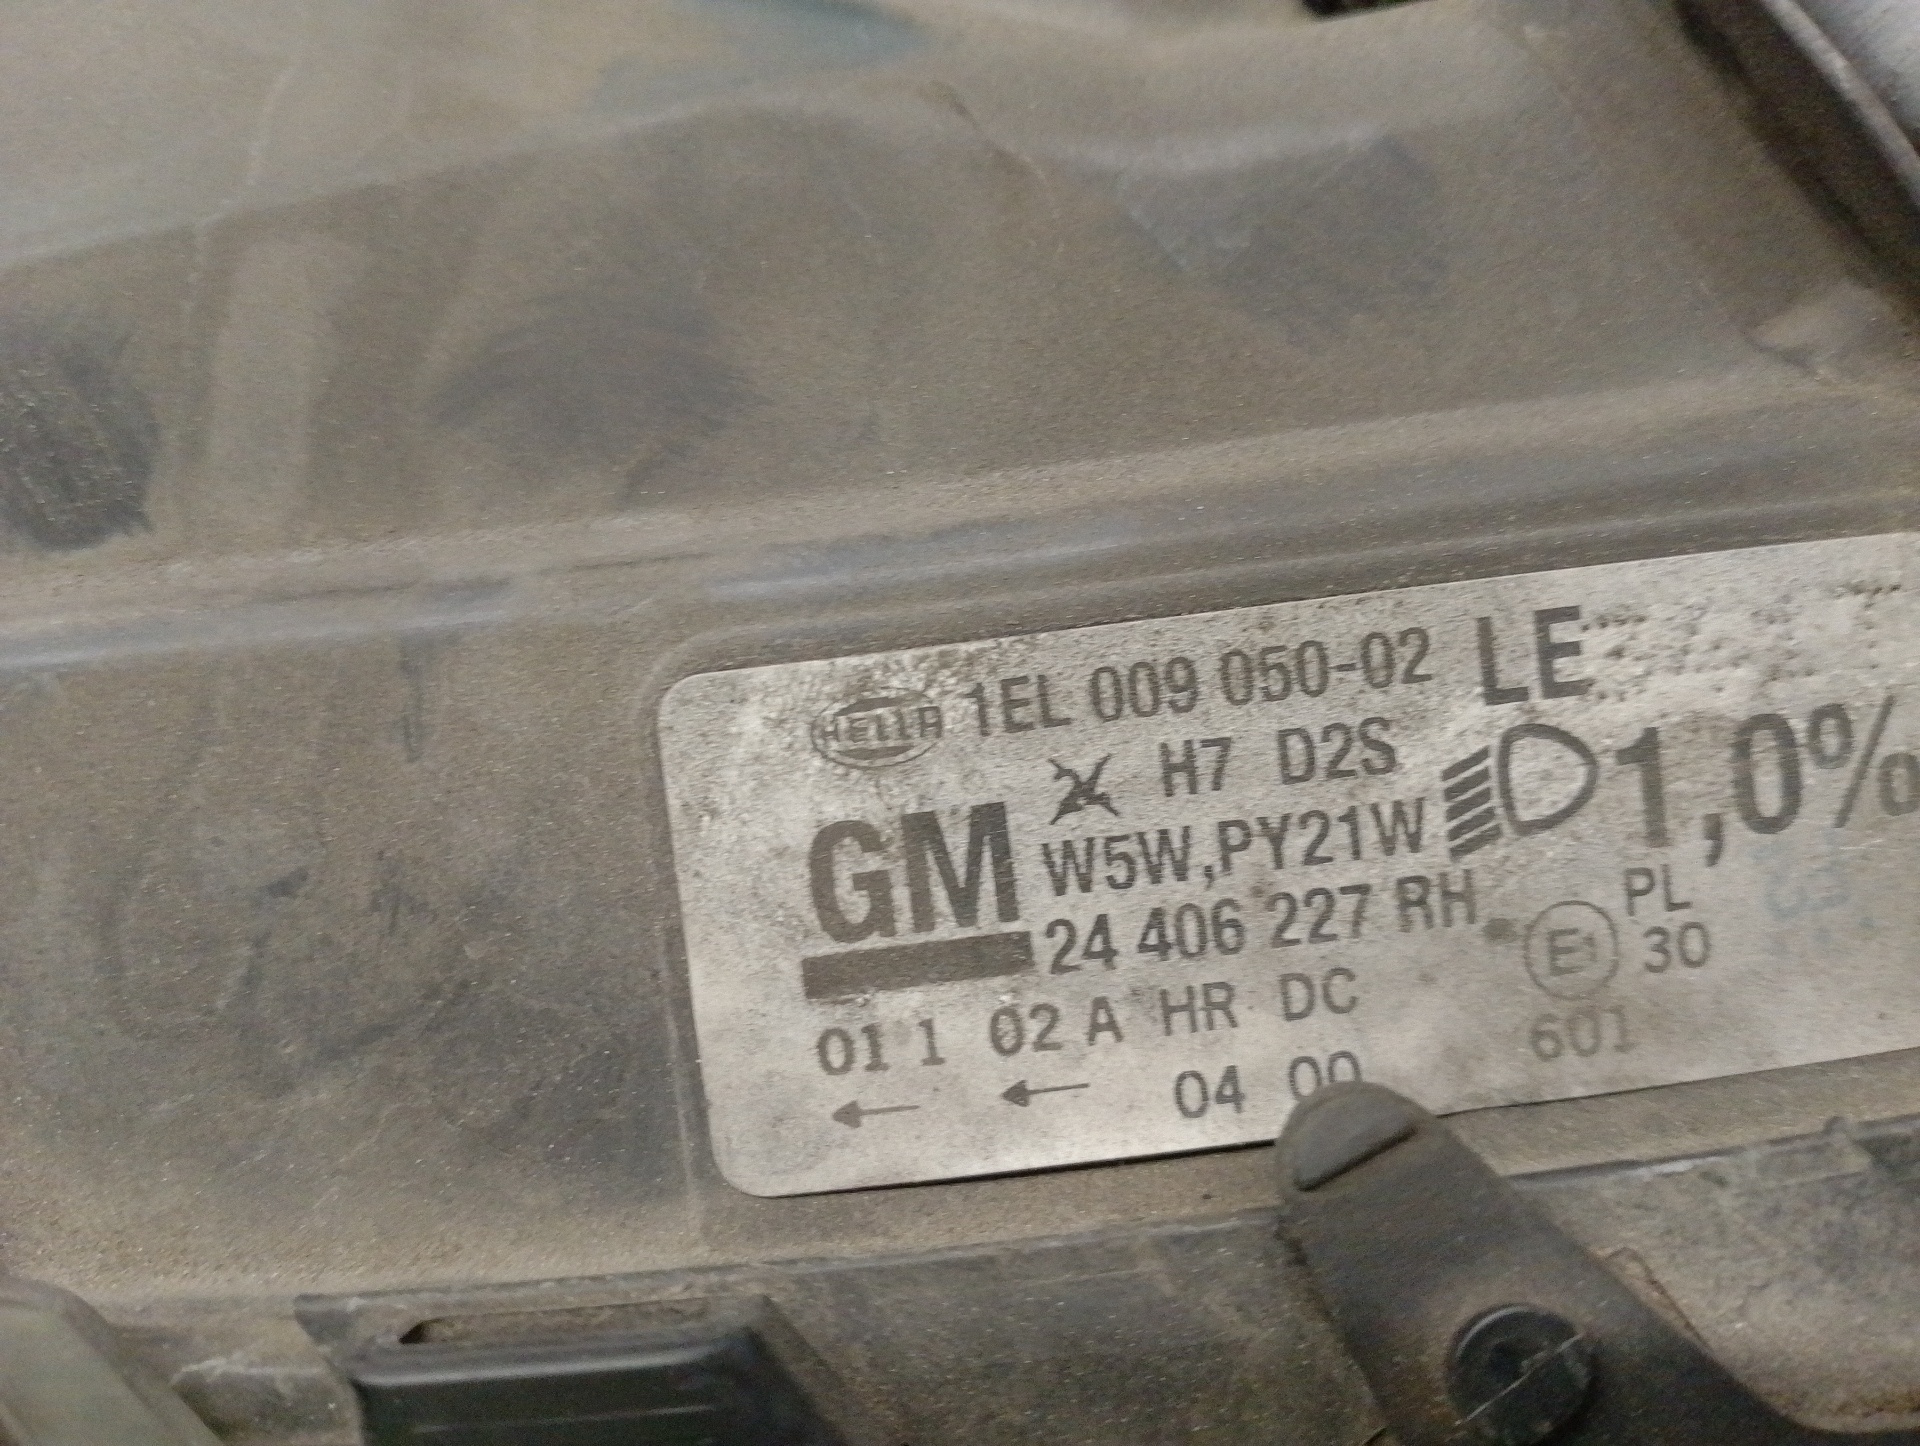 HELLA 1EL 009 050-02 LE
H7 D2S
GM W5W,PY21W 1,0%
24 406 227 RH
E1 PL 30
01 1 02 A HR DC
601
04 00